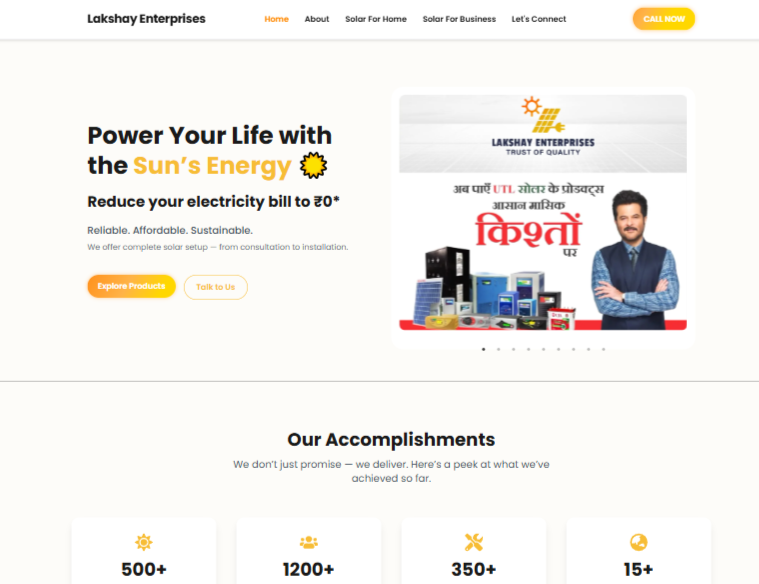 Lakshay Enterprises
Home About Solar For Home Solar For Business Let's Connect
CALL NOW
Power Your Life with
the Sun's Energy
Reduce your electricity bill to ₹0*
Reliable. Affordable. Sustainable.
We offer complete solar setup — from consultation to installation.
Explore Products Talk to Us
LAKSHAY ENTERPRISES
TRUST OF QUALITY
अब पाएँ UTL सोलर के प्रोडक्ट्स
आसान मासिक
किश्तों
पर
Our Accomplishments
We don't just promise — we deliver. Here's a peek at what we've
achieved so far.
500+ 1200+ 350+ 15+